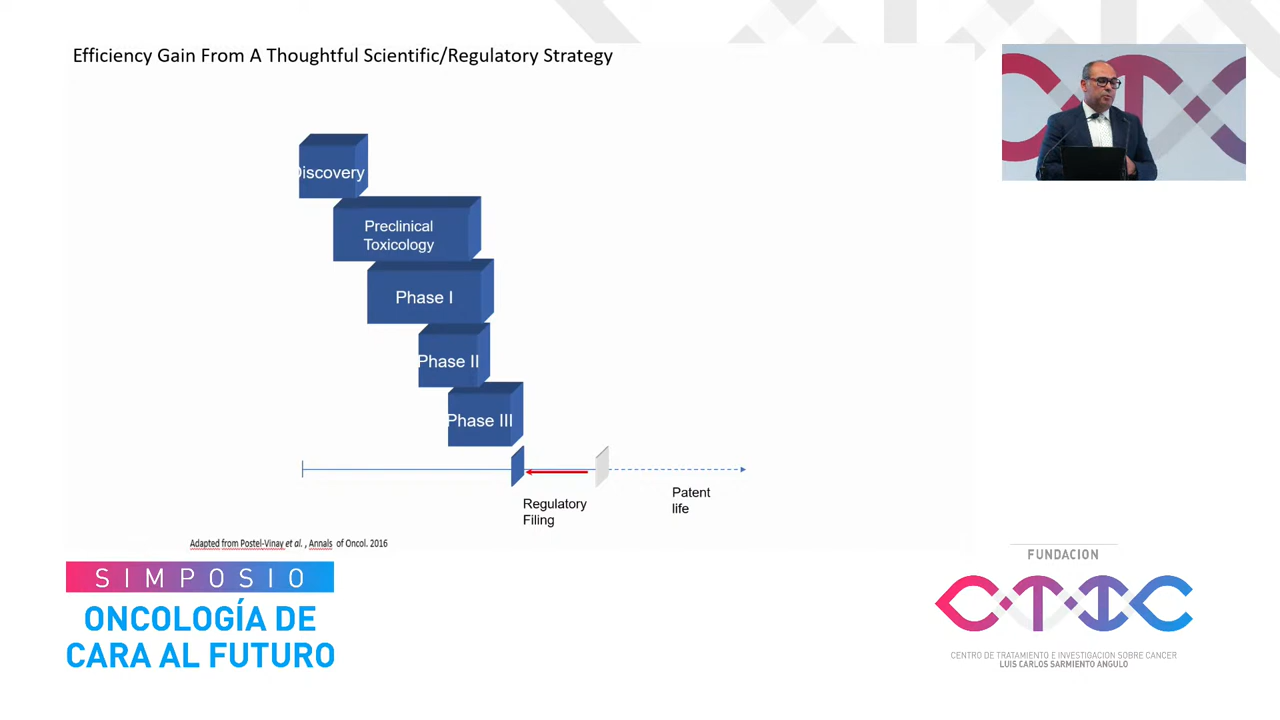 Efficiency Gain From A Thoughtful Scientific/Regulatory Strategy
Discovery
Preclinical
Toxicology
Phase I
Phase II
Phase III
Regulatory
Filing
Patent
life
Adapted from Postel-Vinay et al. , Annals of Oncol. 2016
SIMPOSIO
ONCOLOGÍA DE
CARA AL FUTURO
FUNDACION
CTIC
CENTRO DE TRATAMIENTO E INVESTIGACION SOBRE CANCER
LUIS CARLOS SARMIENTO ANGULO